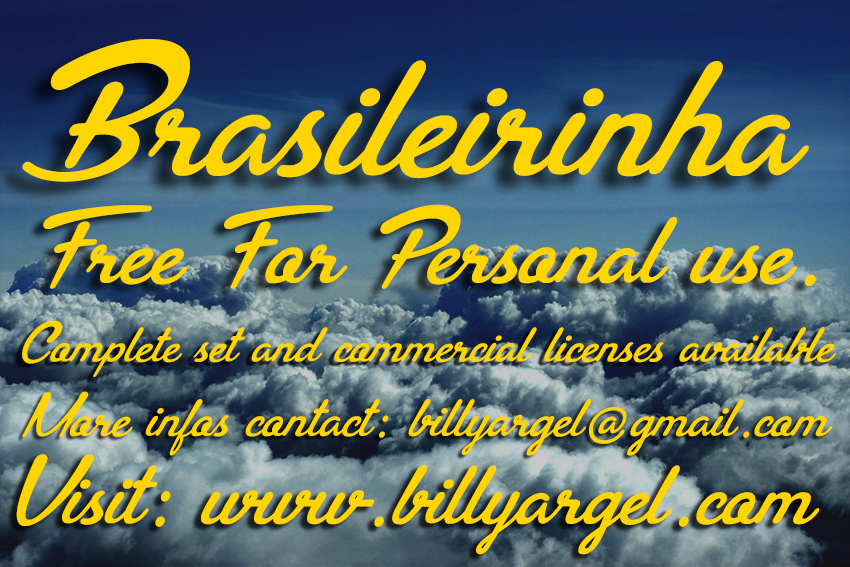 Brasileirinha
Free For Personal use.
Complete set and commercial licenses available
More infos contact: billyargel@gmail.com
Visit: www.billyargel.com